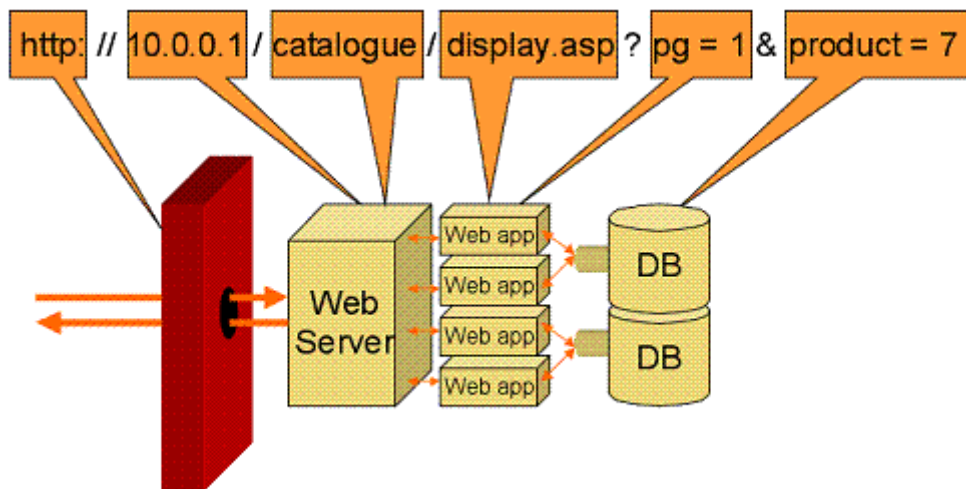 http: // 10.0.0.1 / catalogue / display.asp ? pg = 1 & product = 7
Web app
Web app
Web app
Web app
Web
Server
DB
DB